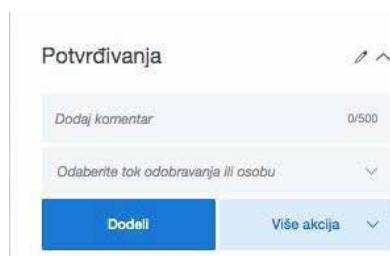 Potvrđivanja
Dodaj komentar 0/500
Odaberite tok odobravanja ili osobu
Dodeli Više akcija